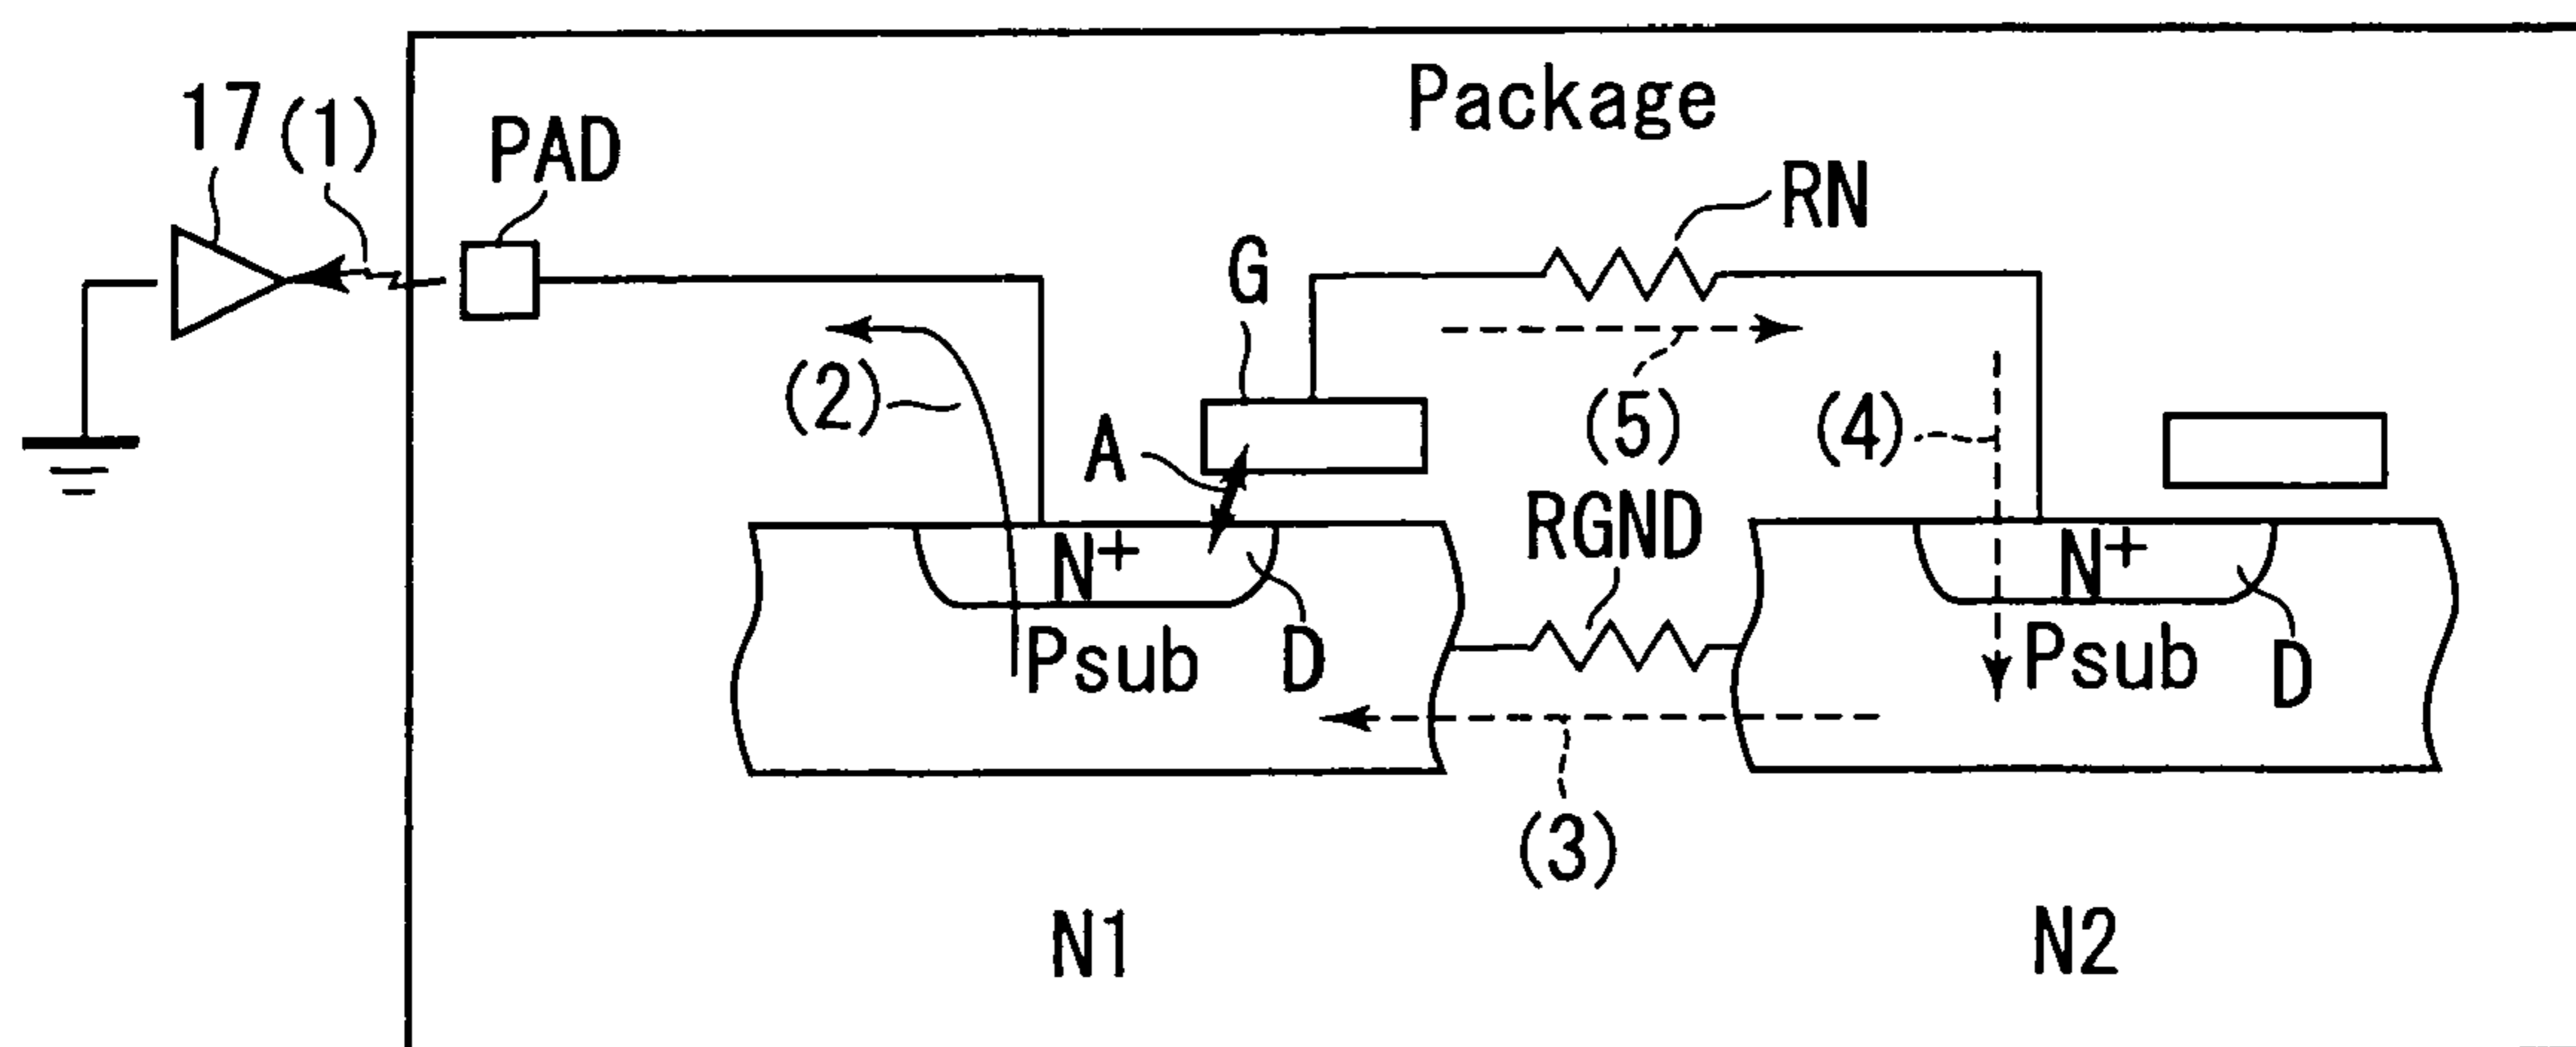 Package
17
(1)
PAD
RN
G
(2)
A
(5)
(4)
RGND
N+
N+
Psub
D
Psub
D
(3)
N1
N2